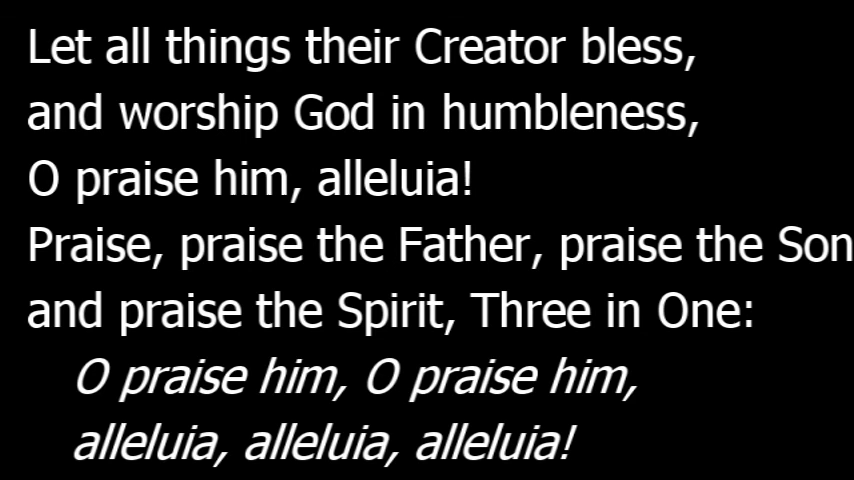 Let all things their Creator bless,
and worship God in humbleness,
O praise him, alleluia!
Praise, praise the Father, praise the Son
and praise the Spirit, Three in One:
O praise him, O praise him,
alleluia, alleluia, alleluia!